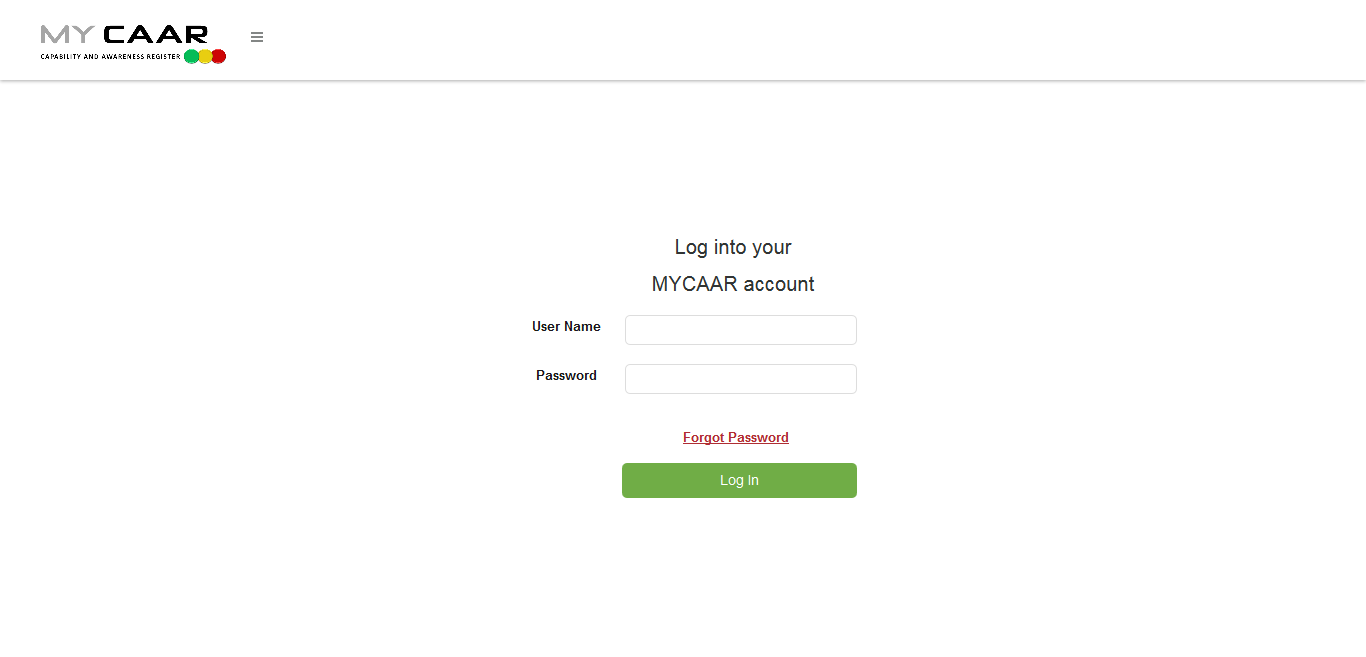 MY CAAR
CAPABILITY AND AWARENESS REGISTER
Log into your
MYCAAR account
User Name
Password
Forgot Password
Log In